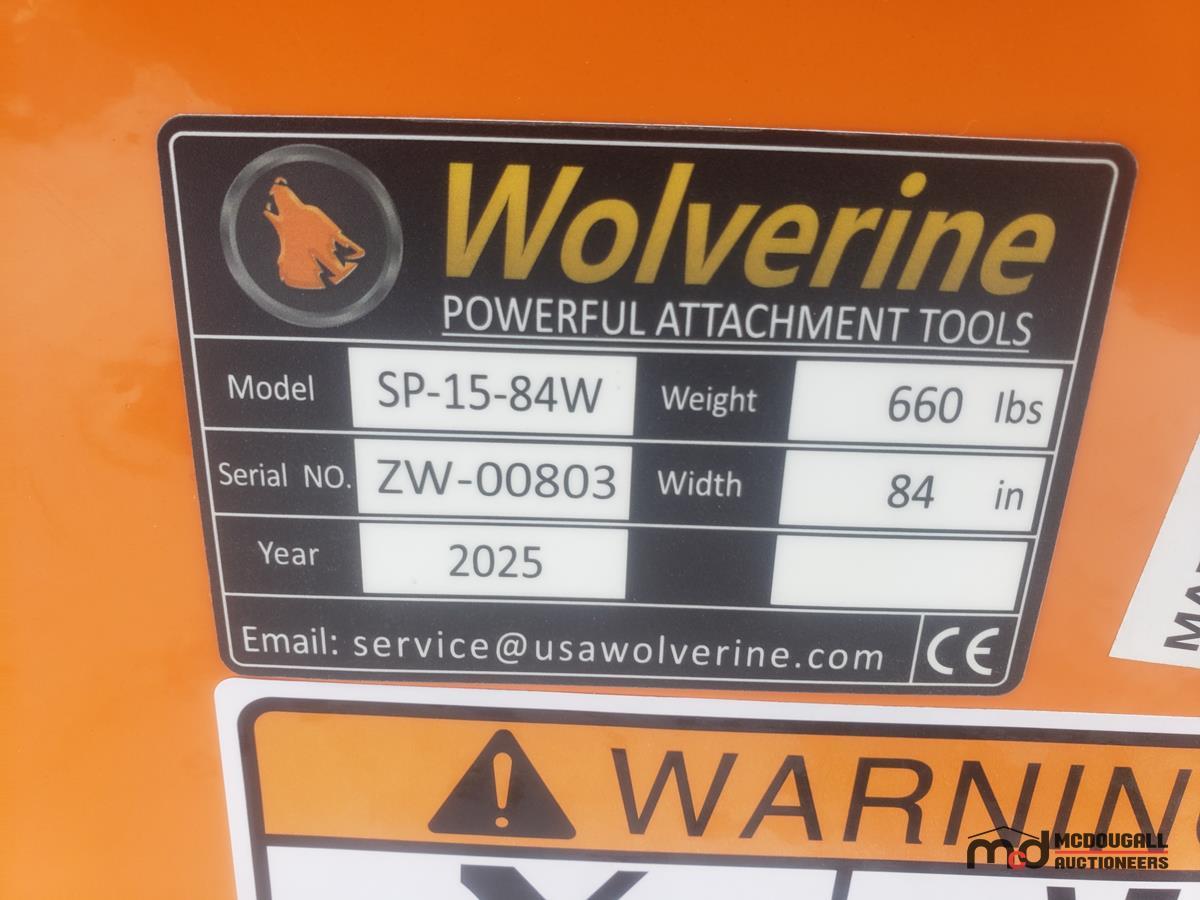 Wolverine
POWERFUL ATTACHMENT TOOLS
Model SP-15-84W Weight 660 lbs
Serial NO. ZW-00803 Width 84 in
Year 2025
Email: service@usawolverine.com CE
WARNIN
mcd MCDOUGALL
AUCTIONEERS